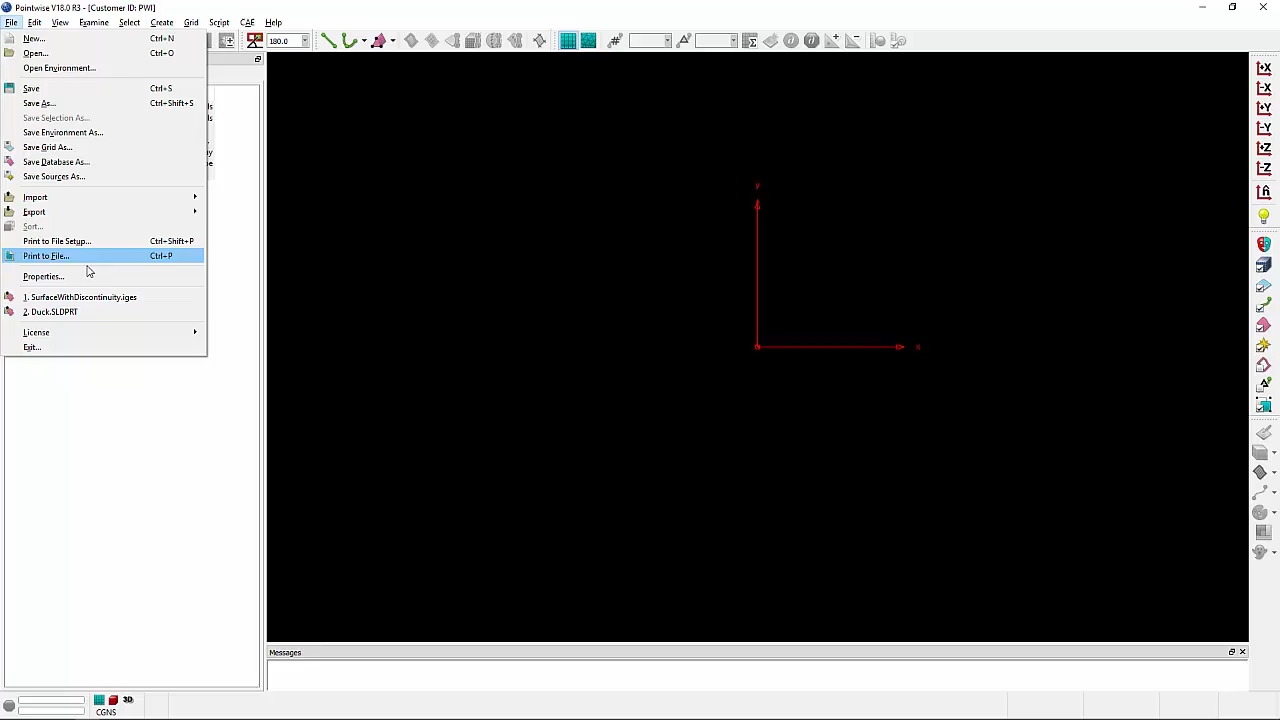 Pointwise V18.0 R3 - [Customer ID: PWI]
File Edit View Examine Select Create Grid Script CAE Help
New... Ctrl+N
Open... Ctrl+O
Open Environment...
Save Ctrl+S
Save As... Ctrl+Shift+S
Save Selection As...
Save Environment As...
Save Grid As...
Save Database As...
Save Sources As...
Import
Export
Sort...
Print to File Setup... Ctrl+Shift+P
Print to File... Ctrl+P
Properties...
1. SurfaceWithDiscontinuity.iges
2. Duck.SLDPRT
License
Exit...
180.0
+X
-X
+Y
-Y
+Z
-Z
Messages
3D
CGNS